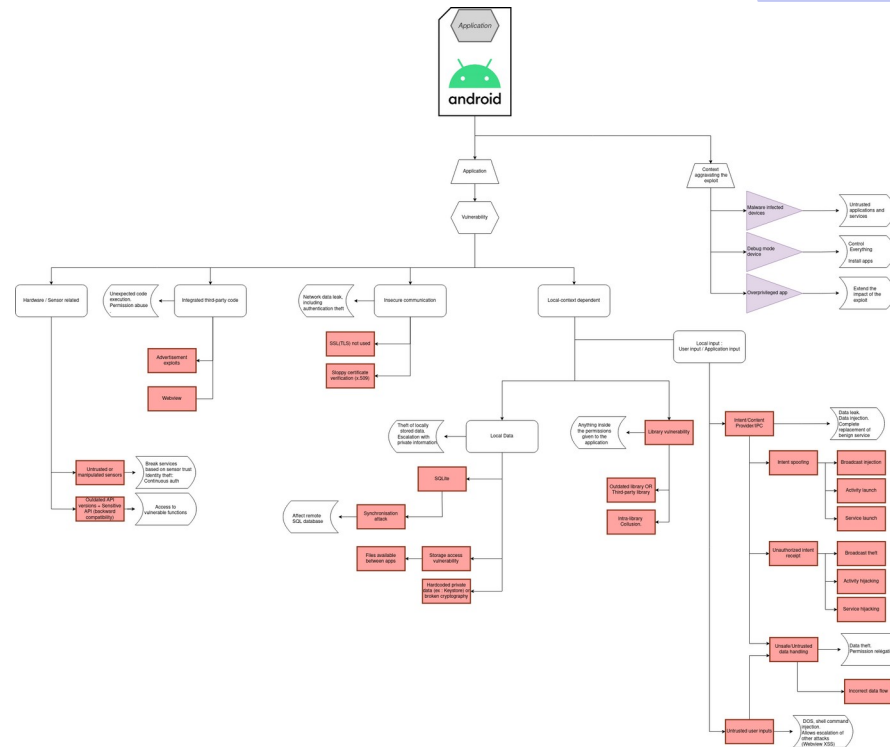 Application
android
Application
Context
aggravating the
exploit
Vulnerability
Malware infected
devices
Untrusted
applications and
services
Debug mode
device
Control
Everything
Install apps
Overprivileged app
Extend the
impact of the
exploit
Hardware / Sensor related
Unexpected code
execution.
Permission abuse
.
Integrated third-party code
Network data leak,
including
authentication theft
Insecure communication
Local-context dependent
Advertisement
exploits
Webview
SSL(TLS) not used
Sloppy certificate
verification (x.509)
Local input :
User input / Application input
Theft of locally
stored data.
Escalation with
private information
Local Data
Anything inside
the permissions
given to the
application
Library vulnerability
Intent/Content
Provider/IPC
Data leak,
Data injection.
Complete
replacement of
benign service
Untrusted or
manipulated sensors
Break services
based on sensor trust
Identity theft:
Continuous auth
Outdated API
versions + Sensitive
API (backward
compatibility)
Access to
vulnerable functions
SQLite
Affect remote
SQL database
Synchronisation
attack
Files available
between apps
Storage access
vulnerability
Hardcoded private
data (ex : Keystore) or
broken cryptography
Outdated library OR
Third-party library
Intra-library
Collusion.
Intent spoofing
Broadcast injection
Activity launch
Service launch
Unauthorized intent
receipt
Broadcast theft
Activity hijacking
Service hijacking
Unsafe/Untrusted
data handling
Data theft.
Permission relegat
Incorrect data flow
Untrusted user inputs
DOS, shell command
injection.
Allows escalation of
other attacks
(Webview XSS)